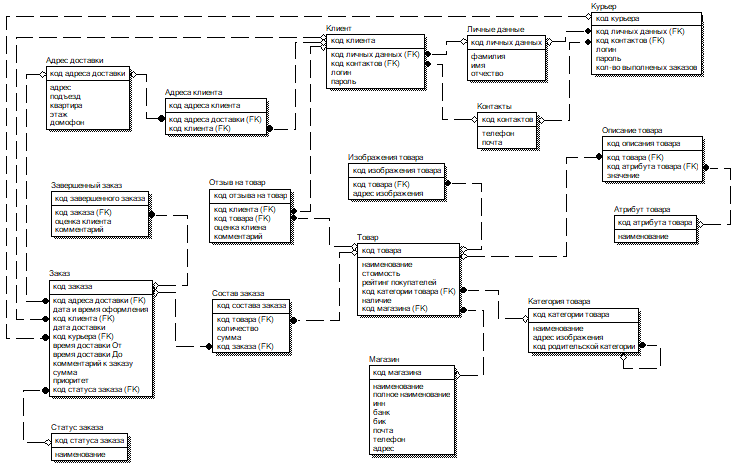 Клиент
код клиента
код личных данных (FK)
код контактов (FK)
логин
пароль
Личные данные
код личных данных
фамилия
имя
отчество
Курьер
код курьера
код личных данных (FK)
код контактов (FK)
логин
пароль
кол-во выполненых заказов
Адрес доставки
код адреса доставки
адрес
подъезд
квартира
этаж
домофон
Адреса клиента
код адреса клиента
код адреса доставки (FK)
код клиента (FK)
Контакты
код контактов
телефон
почта
Описание товара
код описания товара
код товара (FK)
код атрибута товара (FK)
значение
Изображения товара
код изображения товара
код товара (FK)
адрес изображения
Завершенный заказ
код завершенного заказа
код заказа (FK)
оценка клиента
комментарий
Отзыв на товар
код отзыва на товар
код клиента (FK)
код товара (FK)
оценка клиена
комментарий
Атрибут товара
код атрибута товара
наименование
Товар
код товара
наименование
стоимость
рейтинг покупателей
код категории товара (FK)
наличие
код магазина (FK)
Заказ
код заказа
код адреса доставки (FK)
дата и время оформления
код клиента (FK)
дата доставки
код курьера (FK)
время доставки От
время доставки До
комментарий к заказу
сумма
приоритет
код статуса заказа (FK)
Состав заказа
код состава заказа
код товара (FK)
количество
сумма
код заказа (FK)
Категория товара
код категории товара
наименование
адрес изображения
код родительской категории
Магазин
код магазина
наименование
полное наименование
инн
банк
бик
почта
телефон
адрес
Статус заказа
код статуса заказа
наименование